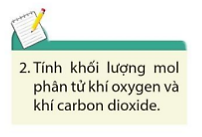 2. Tính khối lượng mol
phân tử khí oxygen và
khí carbon dioxide.